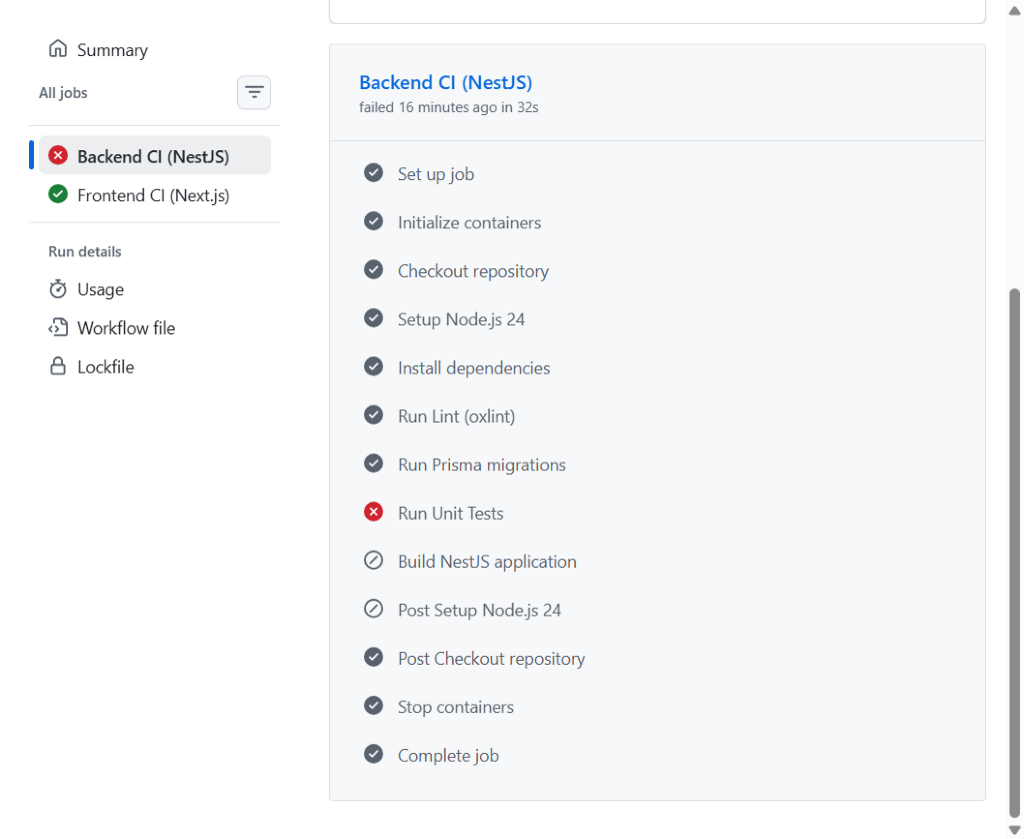 Summary
All jobs
Backend CI (NestJS)
Frontend CI (Next.js)
Run details
Usage
Workflow file
Lockfile
Backend CI (NestJS)
failed 16 minutes ago in 32s
Set up job
Initialize containers
Checkout repository
Setup Node.js 24
Install dependencies
Run Lint (oxlint)
Run Prisma migrations
Run Unit Tests
Build NestJS application
Post Setup Node.js 24
Post Checkout repository
Stop containers
Complete job